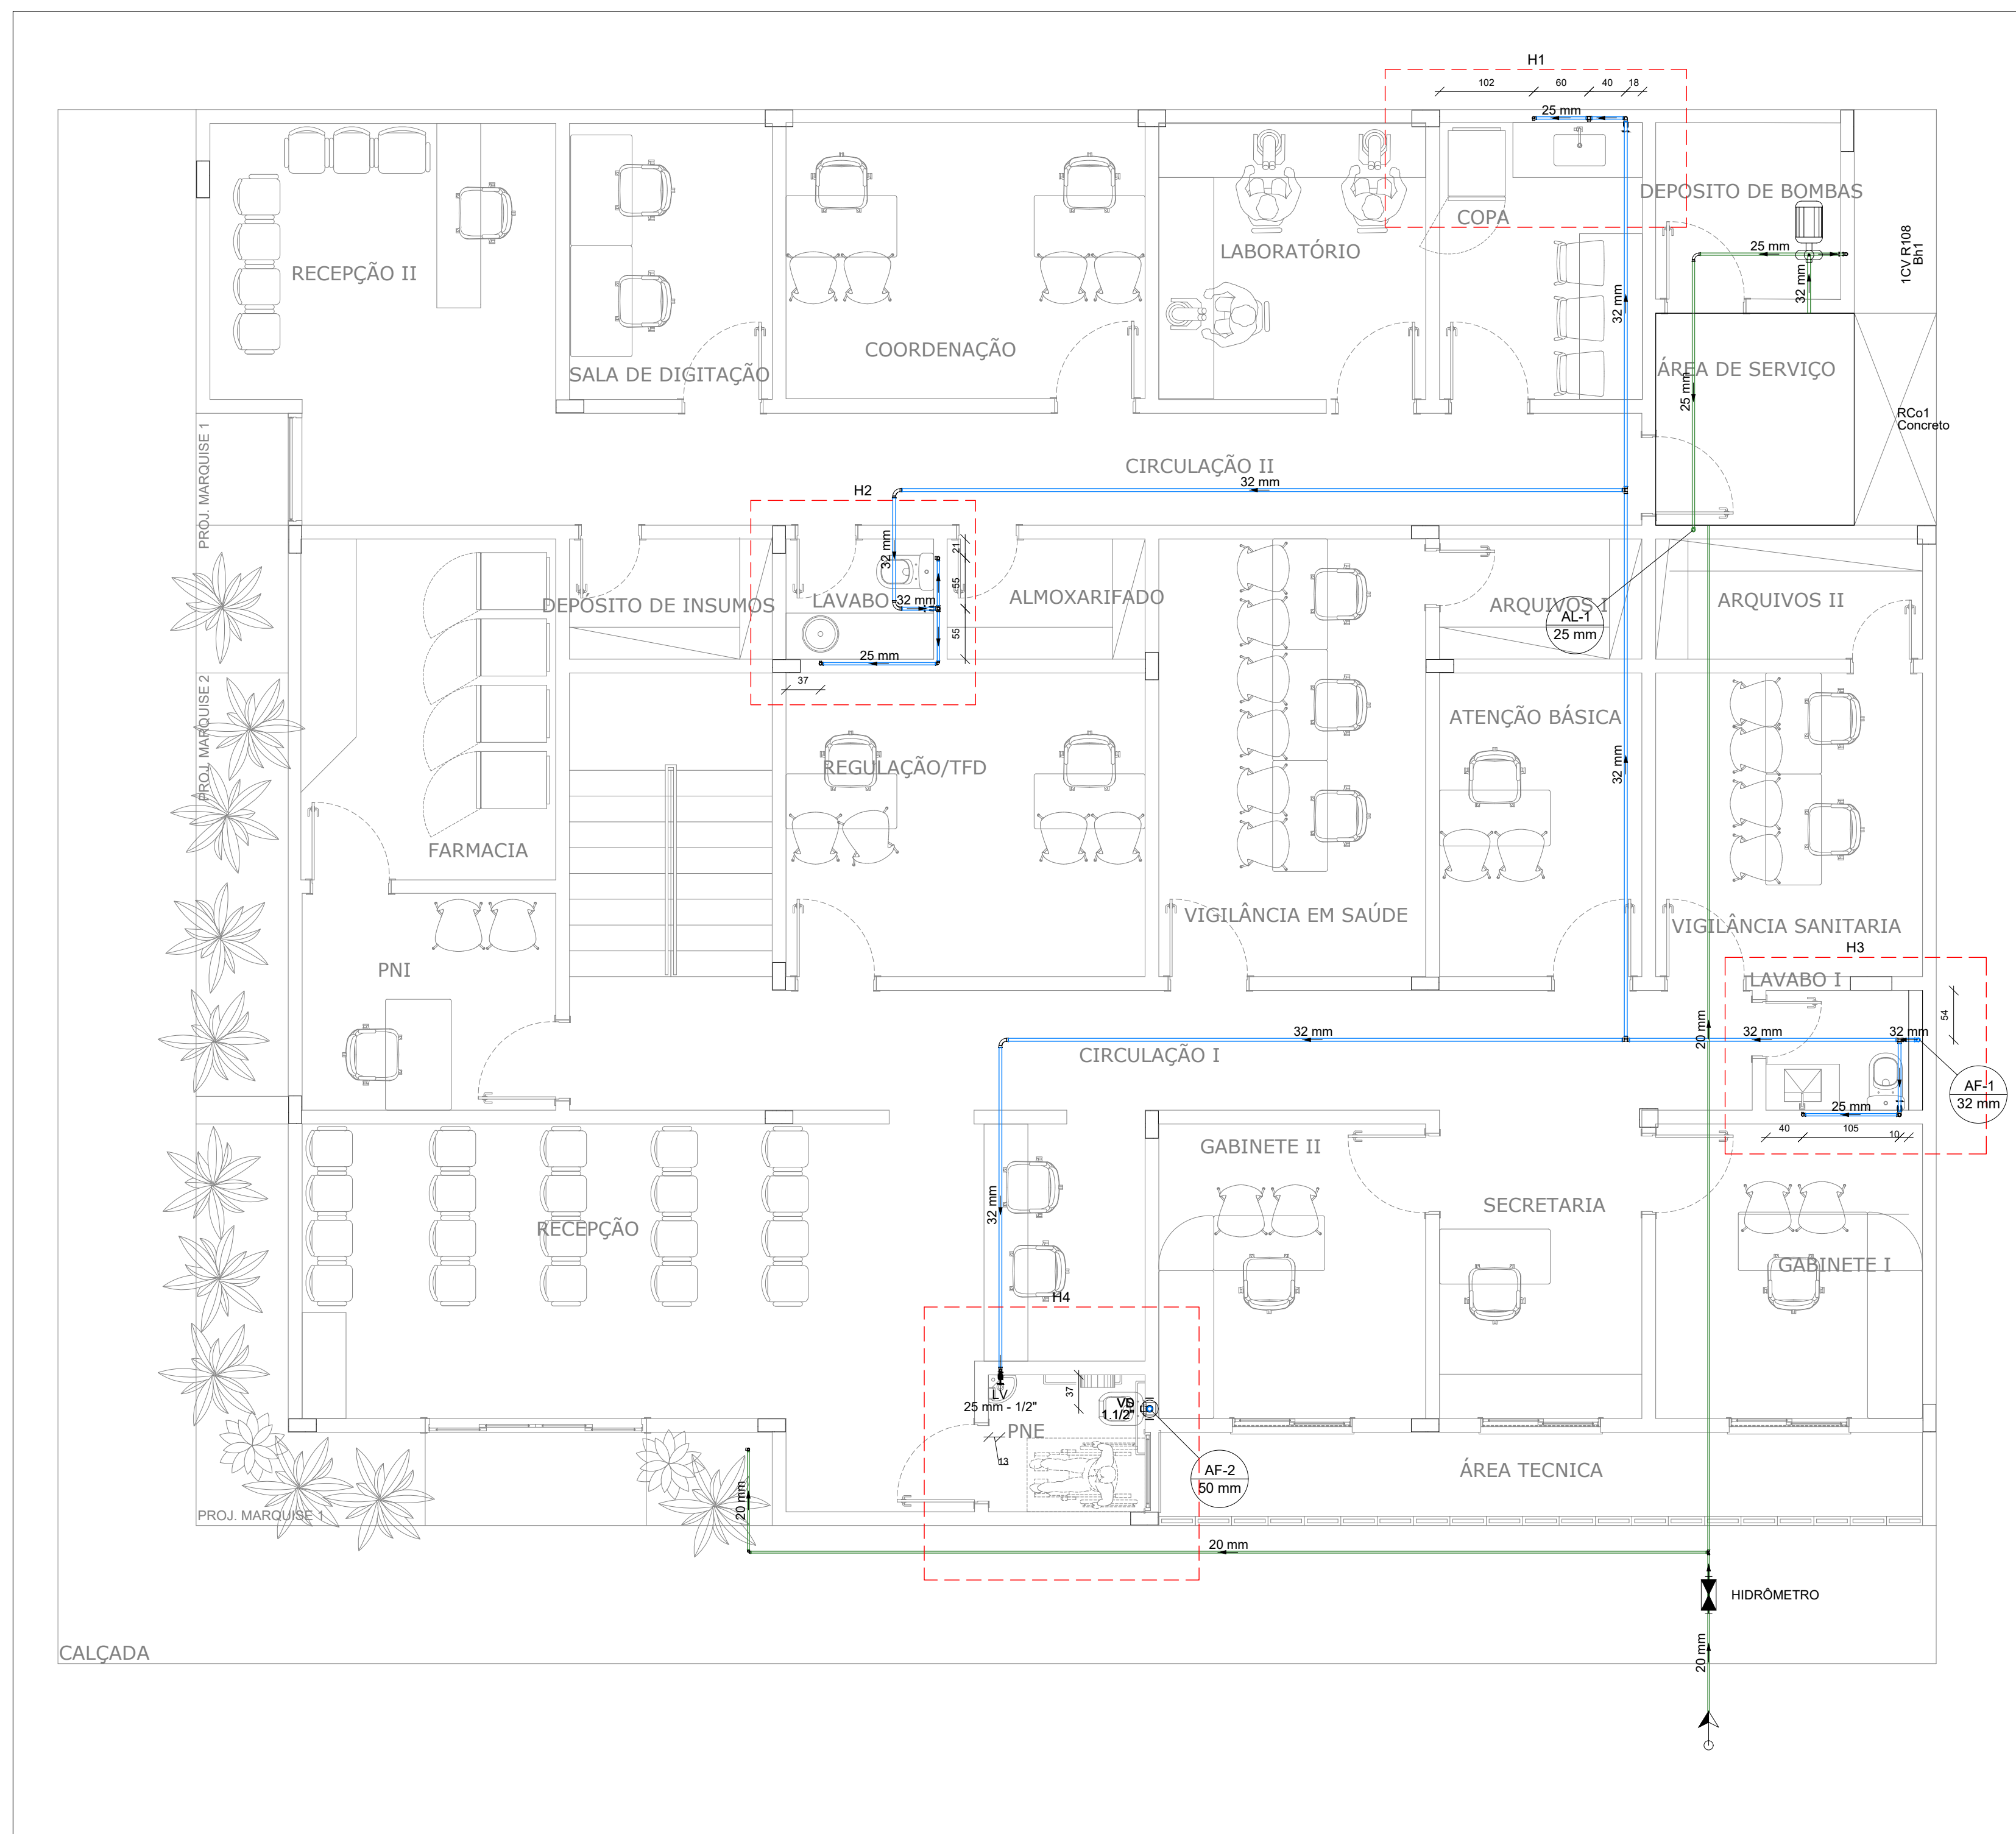 H1
102
60
40
18
25 mm
DEPOSITO DE BOMBAS
COPA
LABORATÓRIO
RECEPÇÃO II
25 mm
32 mm
1CV R108
Bh1
32 mm
COORDENAÇÃO
SALA DE DIGITAÇÃO
ÁREA DE SERVIÇO
25 mm
RCo1
Concreto
PROJ. MARQUISE 1
CIRCULAÇÃO II
32 mm
H2
32 mm
21
55
55
DEPÓSITO DE INSUMOS
LAVABO
32 mm
ALMOXARIFADO
ARQUIVOS I
ARQUIVOS II
AL-1
25 mm
25 mm
37
PROJ. MARQUISE 2
ATENÇÃO BÁSICA
REGULAÇÃO/TFD
32 mm
FARMACIA
VIGILÂNCIA EM SAÚDE
VIGILÂNCIA SANITARIA
H3
PNI
LAVABO I
54
20 mm
32 mm
32 mm
32 mm
CIRCULAÇÃO I
AF-1
32 mm
25 mm
40
105
10
GABINETE II
32 mm
SECRETARIA
RECEPÇÃO
GABINETE I
H4
37
LV
25 mm - 1/2"
VD
1.1/2"
PNE
13
AF-2
50 mm
ÁREA TECNICA
20 mm
PROJ. MARQUISE 1
20 mm
HIDRÔMETRO
CALÇADA
20 mm